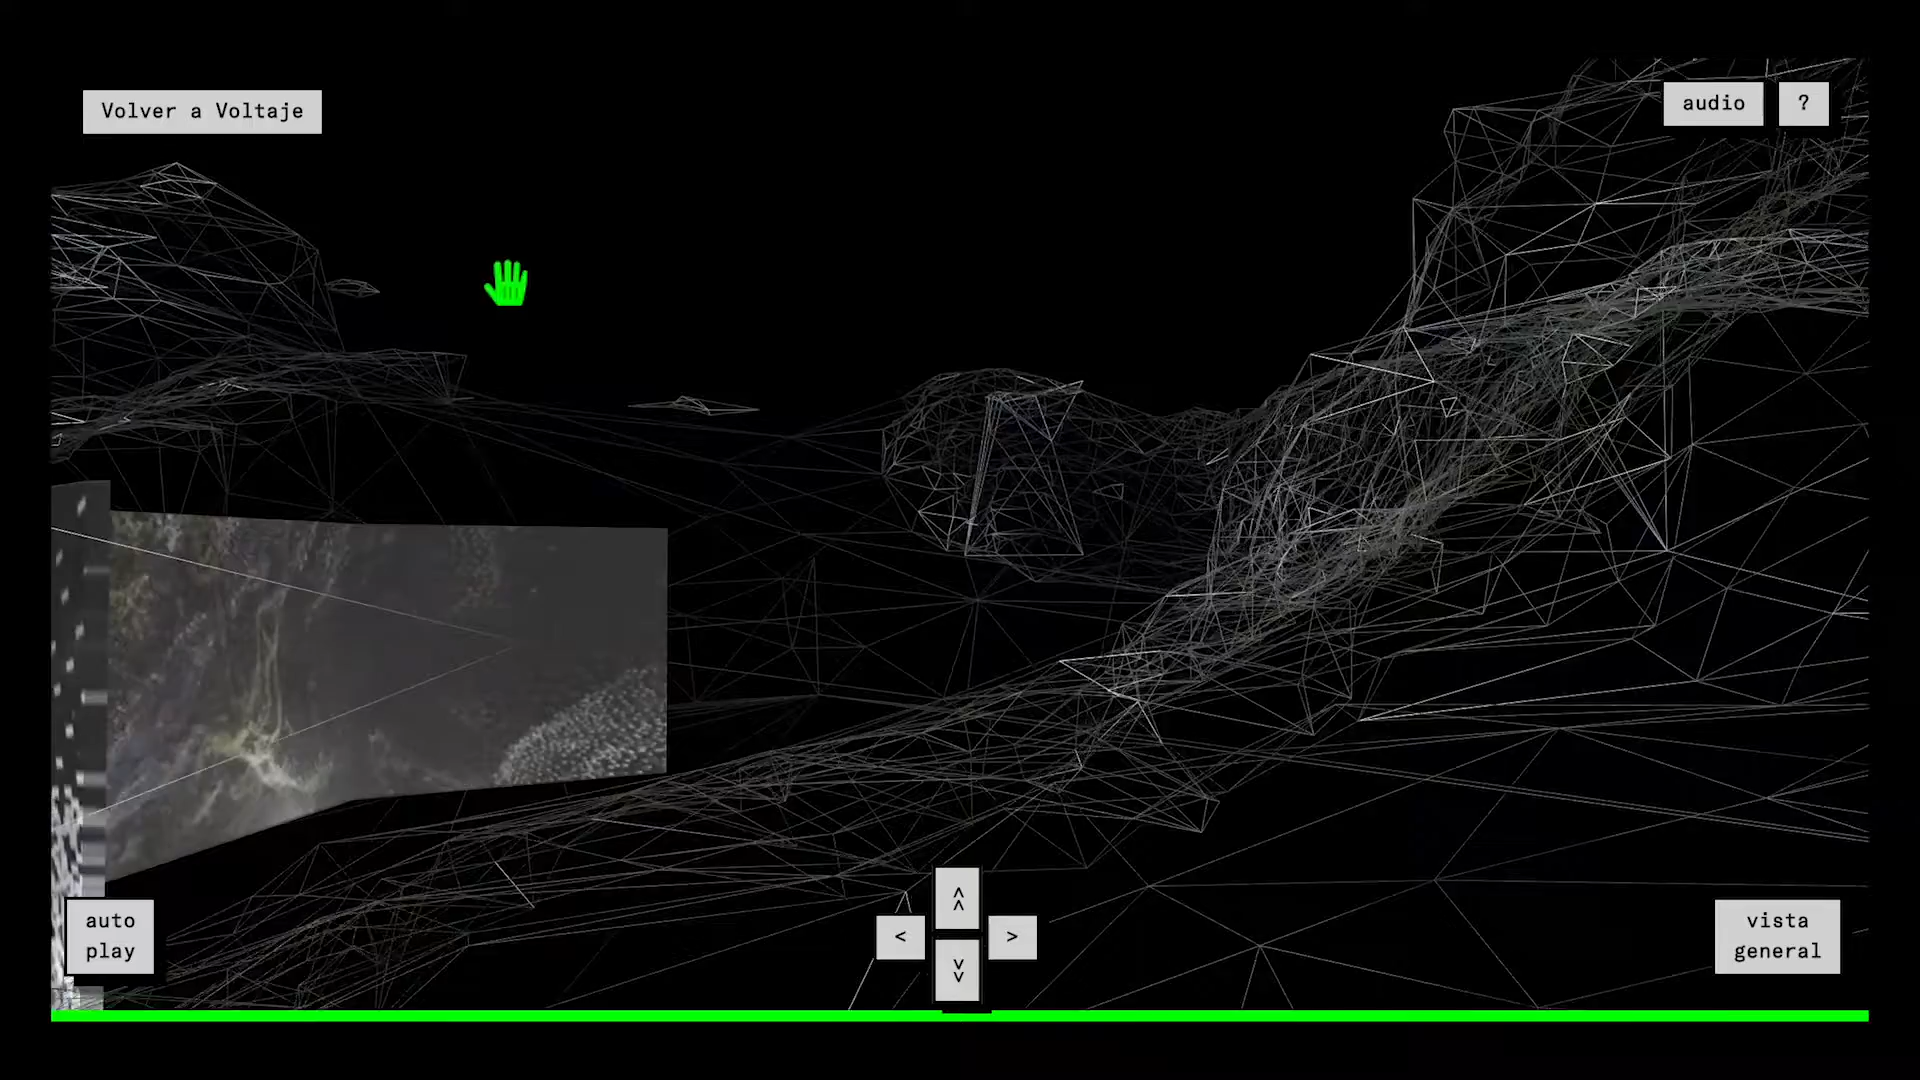 Volver a Voltaje
audio
?
auto
play
^
^
<
>
v
v
vista
general